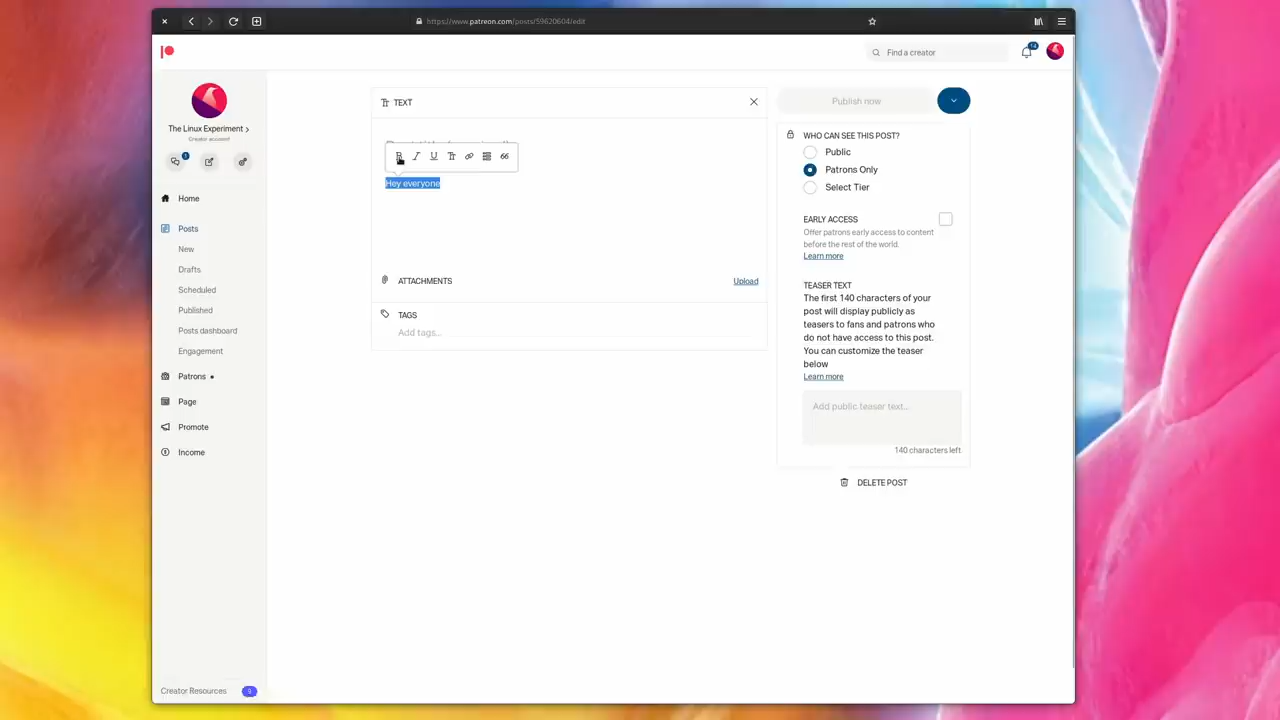 https://www.patreon.com/posts/59620604/edit
Find a creator
14
The Linux Experiment
Creator account
1
Home
Posts
New
Drafts
Scheduled
Published
Posts dashboard
Engagement
Patrons
Page
Promote
Income
Creator Resources
9
TEXT
B I U Tr 66
Hey everyone
ATTACHMENTS
Upload
TAGS
Add tags...
Publish now
WHO CAN SEE THIS POST?
Public
Patrons Only
Select Tier
EARLY ACCESS
Offer patrons early access to content
before the rest of the world.
Learn more
TEASER TEXT
The first 140 characters of your
post will display publicly as
teasers to fans and patrons who
do not have access to this post.
You can customize the teaser
below
Learn more
Add public teaser text...
140 characters left
DELETE POST